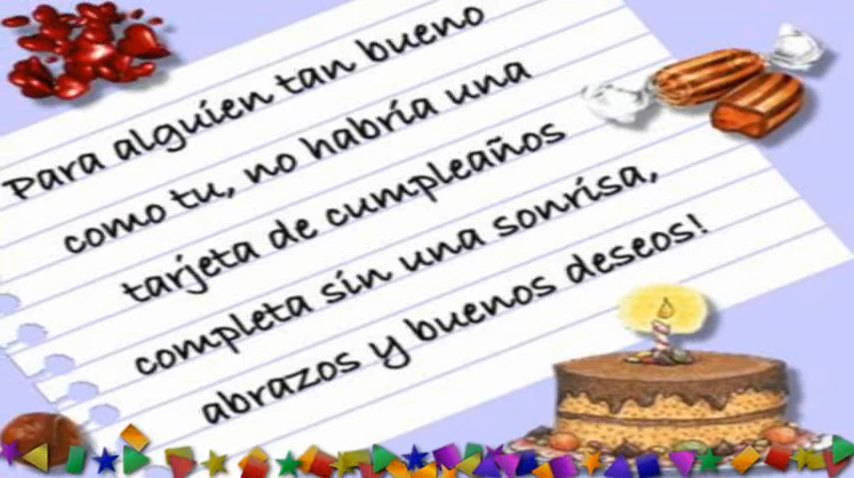 Para alguien tan bueno
como tu, no habría una
tarjeta de cumpleaños
completa sin una sonrisa,
abrazos y buenos deseos!